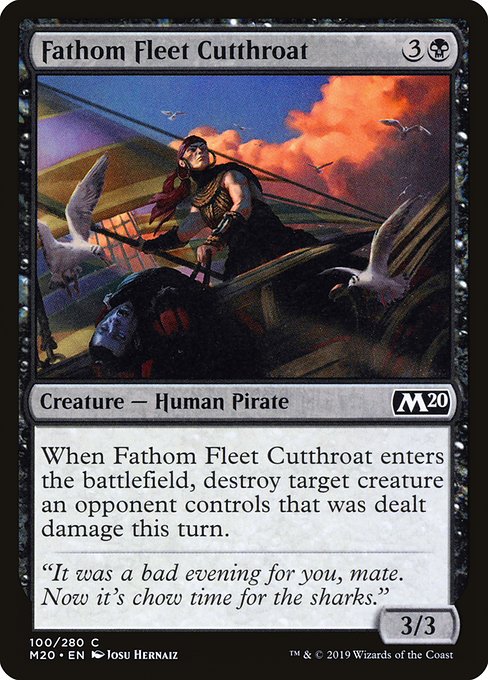 Fathom Fleet Cutthroat 3
Creature — Human Pirate M20
When Fathom Fleet Cutthroat enters
the battlefield, destroy target creature
an opponent controls that was dealt
damage this turn.
“It was a bad evening for you, mate.
Now it’s chow time for the sharks.”
3/3
100/280 C
M20 • EN Josu Hernaiz ™ & © 2019 Wizards of the Coast